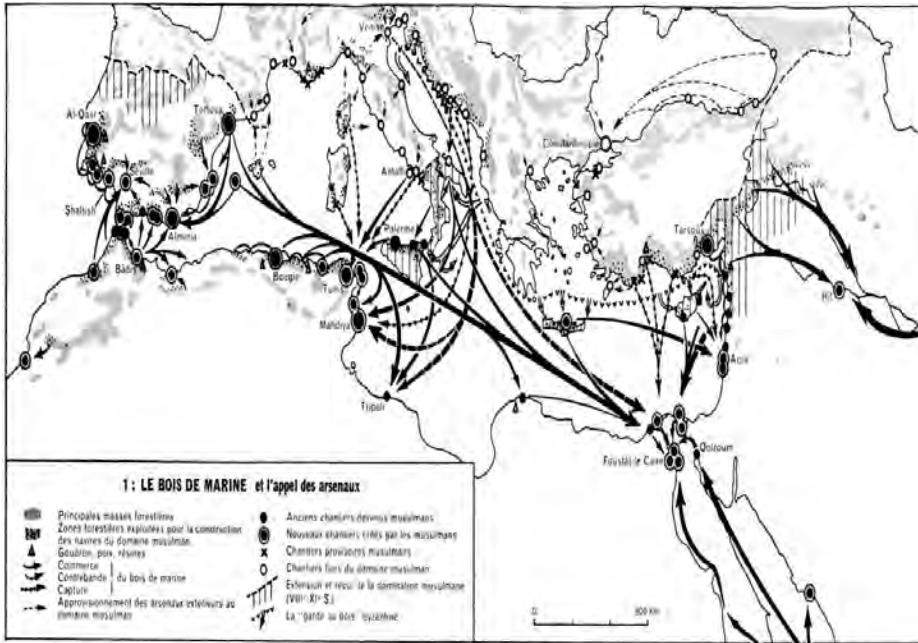 Venise
Al-Qasr
Tortosa
Constantinople
Séville
Amalfi
Shaltish
Almeria
Palerme
Tarsous
Bâdis
Bougie
Tunis
Mahdiya
Acre
Tripoli
Qolzoum
Foustât-le Caire
1 : LE BOIS DE MARINE et l'appel des arsenaux
Principales masses forestières
Zones forestières exploitées pour la construction
des navires du domaine musulman
Goudron, poix, résines
Commerce
Contrebande } du bois de marine
Capture
Approvisionnement des arsenaux extérieurs au
domaine musulman
Anciens chantiers devenus musulmans
Nouveaux chantiers créés par les musulmans
Chantiers provisoires musulmans
Chantiers hors du domaine musulman
Extension et recul de la domination musulmane
(VIIIᵉ-XIᵉ S.)
La "garde au bois" byzantine
0 500 Km